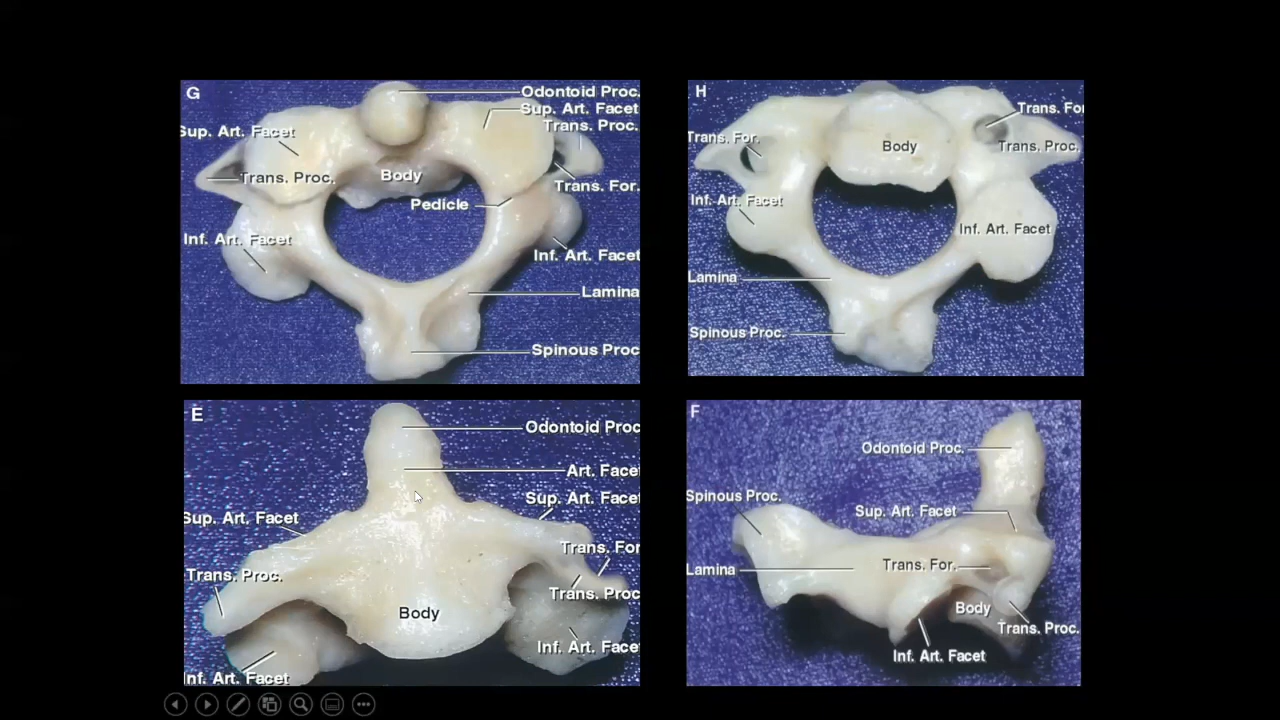 G
Odontoid Proc.
Sup. Art. Facet
Trans. Proc.
Sup. Art. Facet
Body
Trans. Proc.
Trans. For.
Pedicle
Inf. Art. Facet
Inf. Art. Facet
Lamina
Spinous Proc
H
Trans. For
Trans. For.
Body
Trans. Proc.
Inf. Art. Facet
Inf. Art. Facet
Lamina
Spinous Proc.
E
Odontoid Proc
Art. Facet
Sup. Art. Facet
Sup. Art. Facet
Trans. For
Trans. Proc.
Trans. Proc
Body
Inf. Art. Facet
Inf. Art. Facet
F
Odontoid Proc.
Spinous Proc.
Sup. Art. Facet
Trans. For.
Lamina
Body
Trans. Proc.
Inf. Art. Facet